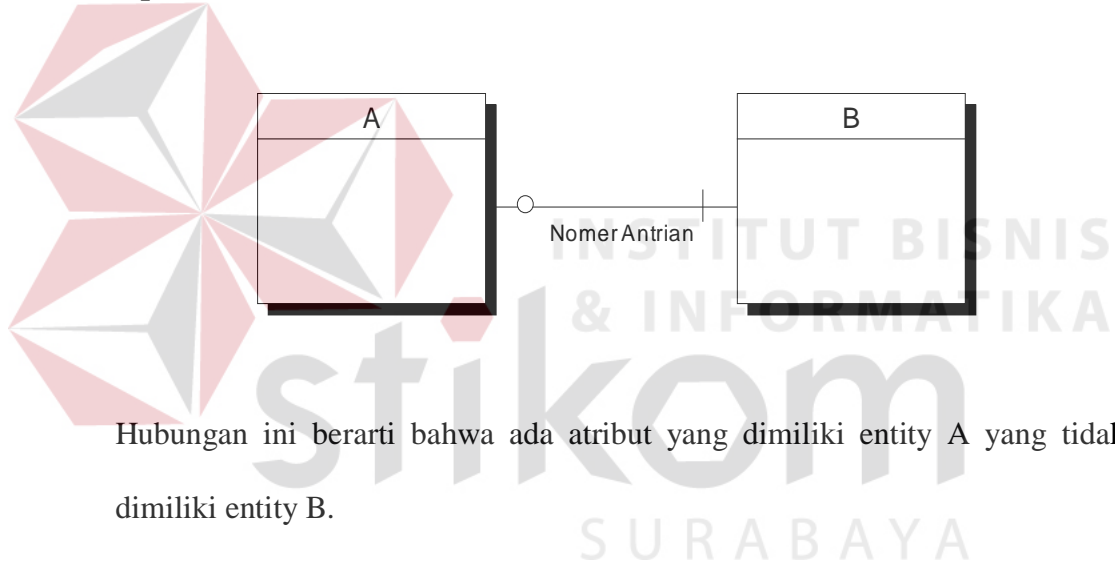 A
B
Nomer Antrian
INSTITUT BISNIS
& INFORMATIKA
stikom
Hubungan ini berarti bahwa ada atribut yang dimiliki entity A yang tidak
dimiliki entity B.
SURABAYA